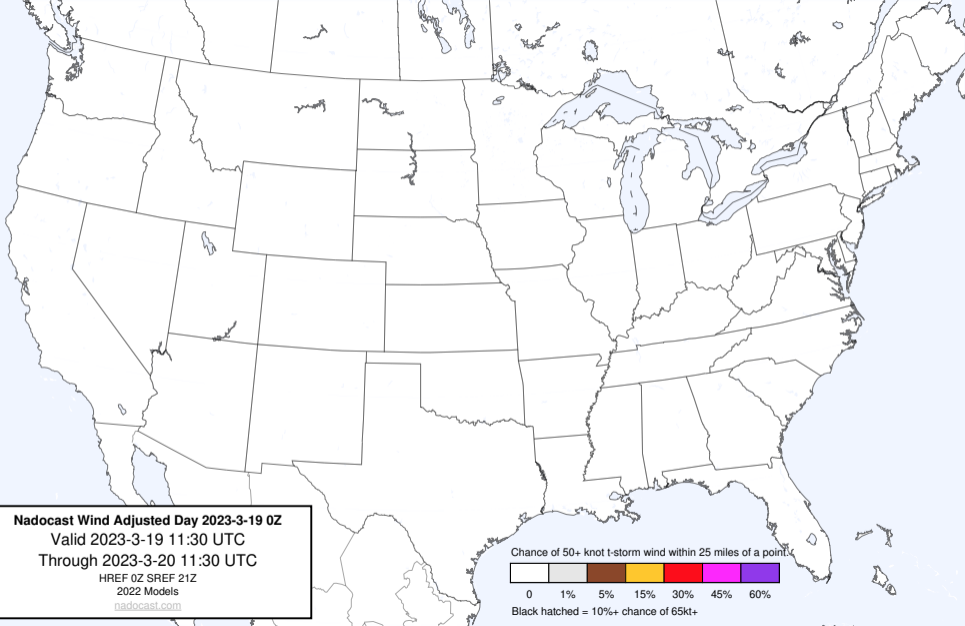 Nadocast Wind Adjusted Day 2023-3-19 0Z
Valid 2023-3-19 11:30 UTC
Through 2023-3-20 11:30 UTC
HREF 0Z SREF 21Z
2022 Models
nadocast.com
Chance of 50+ knot t-storm wind within 25 miles of a point.
0 1% 5% 15% 30% 45% 60%
Black hatched = 10%+ chance of 65kt+